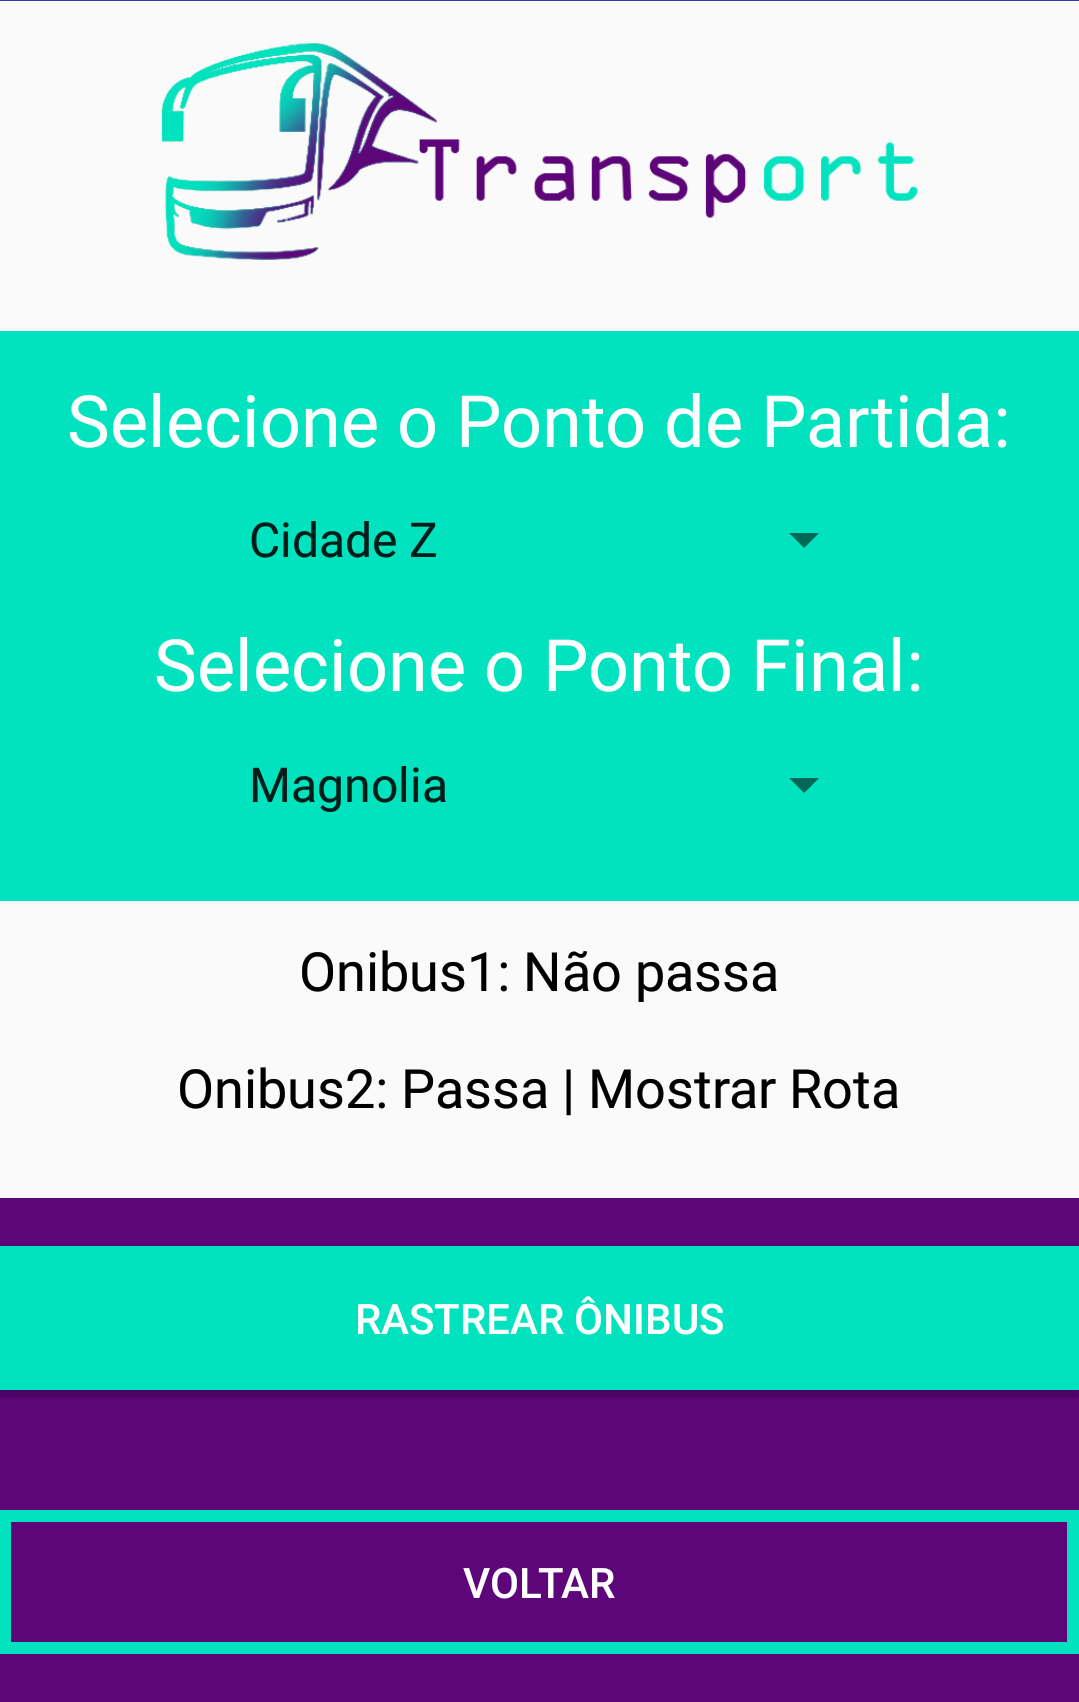 Transport
Selecione o Ponto de Partida:
Cidade Z
Selecione o Ponto Final:
Magnolia
Onibus1: Não passa
Onibus2: Passa | Mostrar Rota
RASTREAR ÔNIBUS
VOLTAR